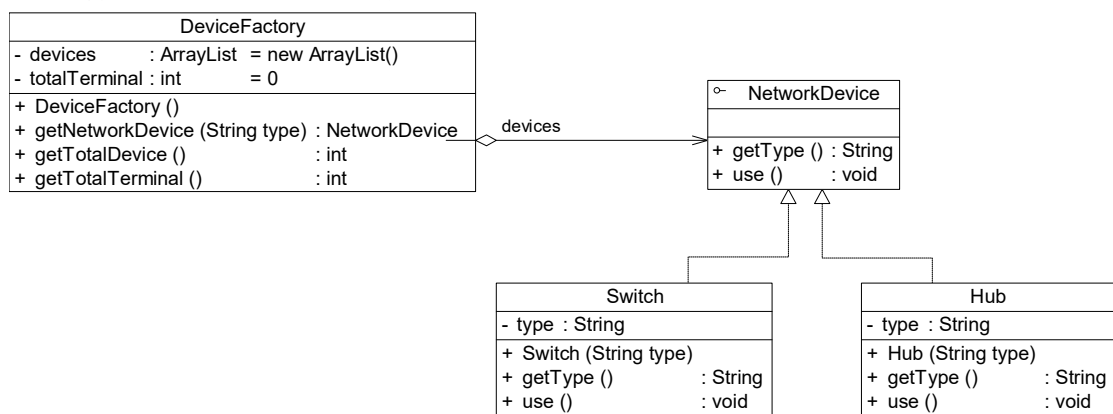 DeviceFactory
- devices : ArrayList = new ArrayList()
- totalTerminal : int = 0
+ DeviceFactory ()
+ getNetworkDevice (String type) : NetworkDevice
+ getTotalDevice () : int
+ getTotalTerminal () : int
devices
NetworkDevice
+ getType () : String
+ use () : void
Switch
- type : String
+ Switch (String type)
+ getType () : String
+ use () : void
Hub
- type : String
+ Hub (String type)
+ getType () : String
+ use () : void